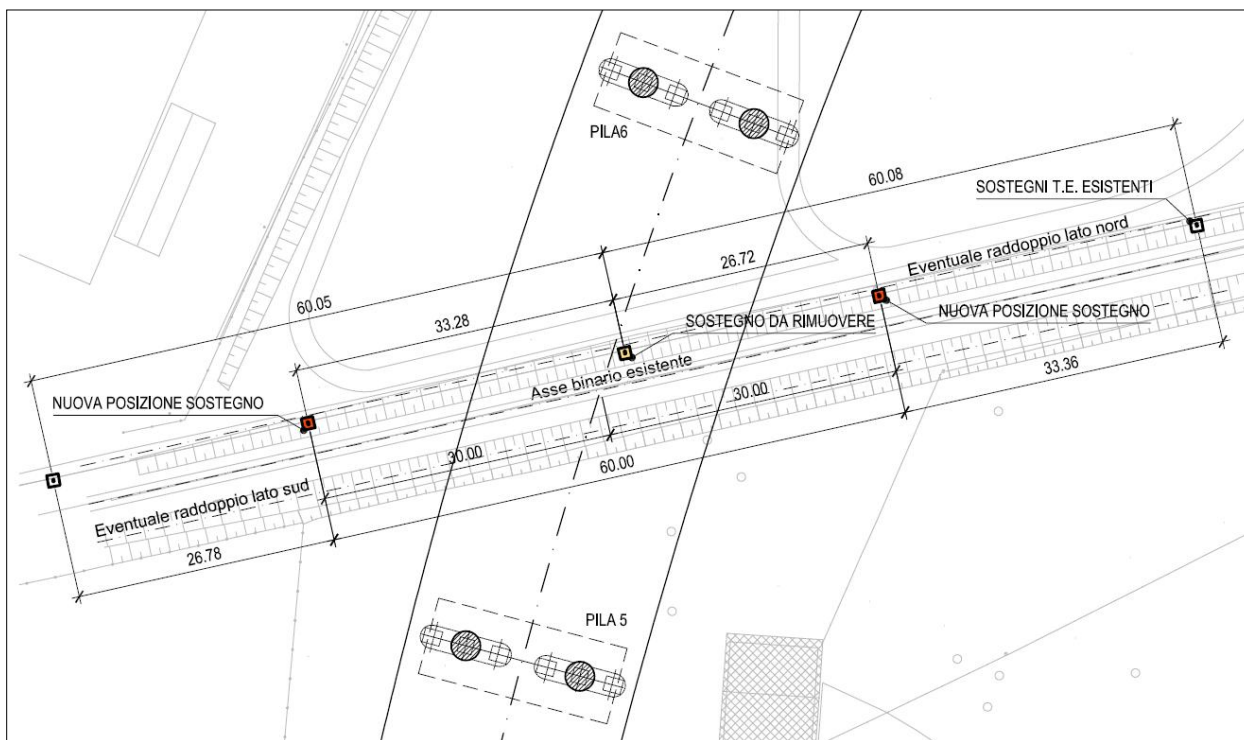 PILA6
60.08
SOSTEGNI T.E. ESISTENTI
Eventuale raddoppio lato nord
26.72
60.05
33.28
SOSTEGNO DA RIMUOVERE
NUOVA POSIZIONE SOSTEGNO
Asse binario esistente
33.36
30.00
NUOVA POSIZIONE SOSTEGNO
30.00
60.00
Eventuale raddoppio lato sud
26.78
PILA 5